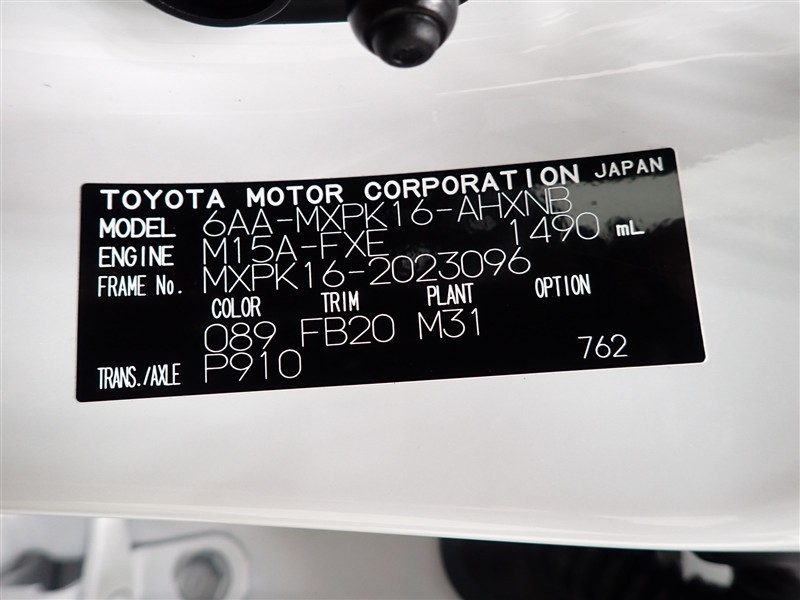 TOYOTA MOTOR CORPORATION JAPAN
MODEL 6AA-MXPK16-AHXNB
ENGINE M15A-FXE 1490 mL
FRAME No. MXPK16-2023096
COLOR TRIM PLANT OPTION
089 FB20 M31
TRANS./AXLE P910 762